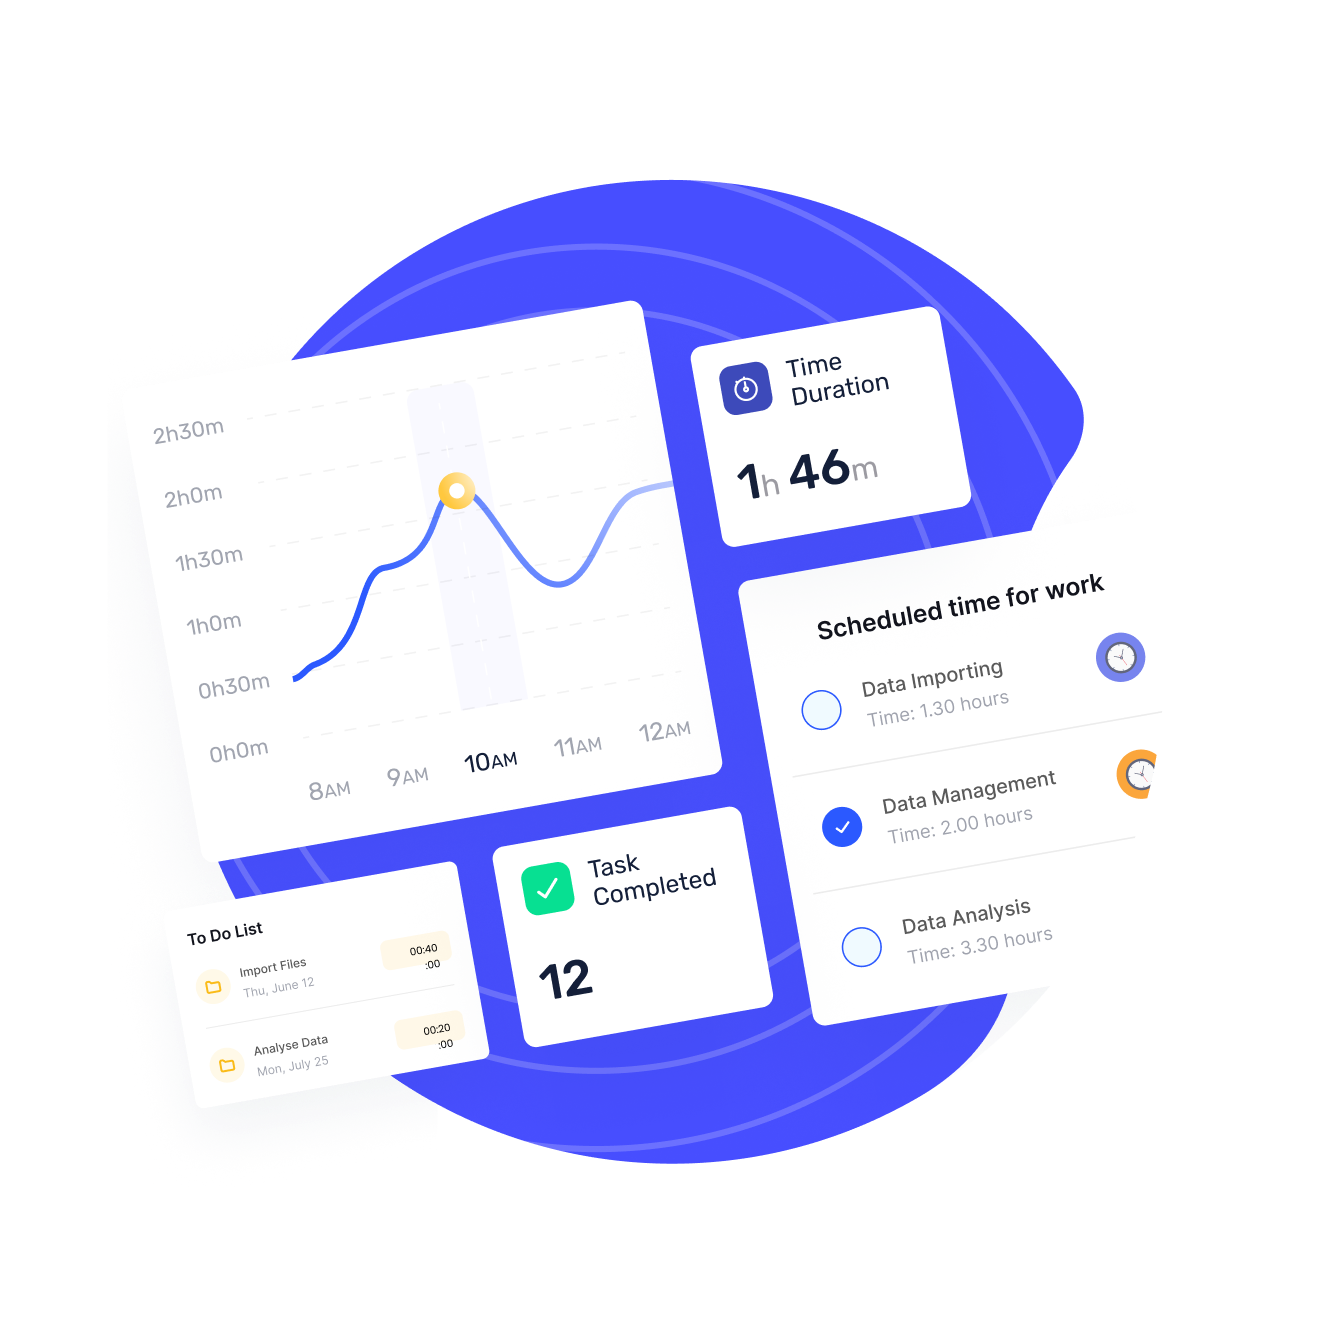 2h30m
2h0m
1h30m
1h0m
0h30m
0h0m
8AM 9AM 10AM 11AM 12AM
Time
Duration
1h 46m
Scheduled time for work
Data Importing
Time: 1.30 hours
Data Management
Time: 2.00 hours
Data Analysis
Time: 3.30 hours
To Do List
Import Files
Thu, June 12
00:40
:00
Analyse Data
Mon, July 25
00:20
:00
Task
Completed
12